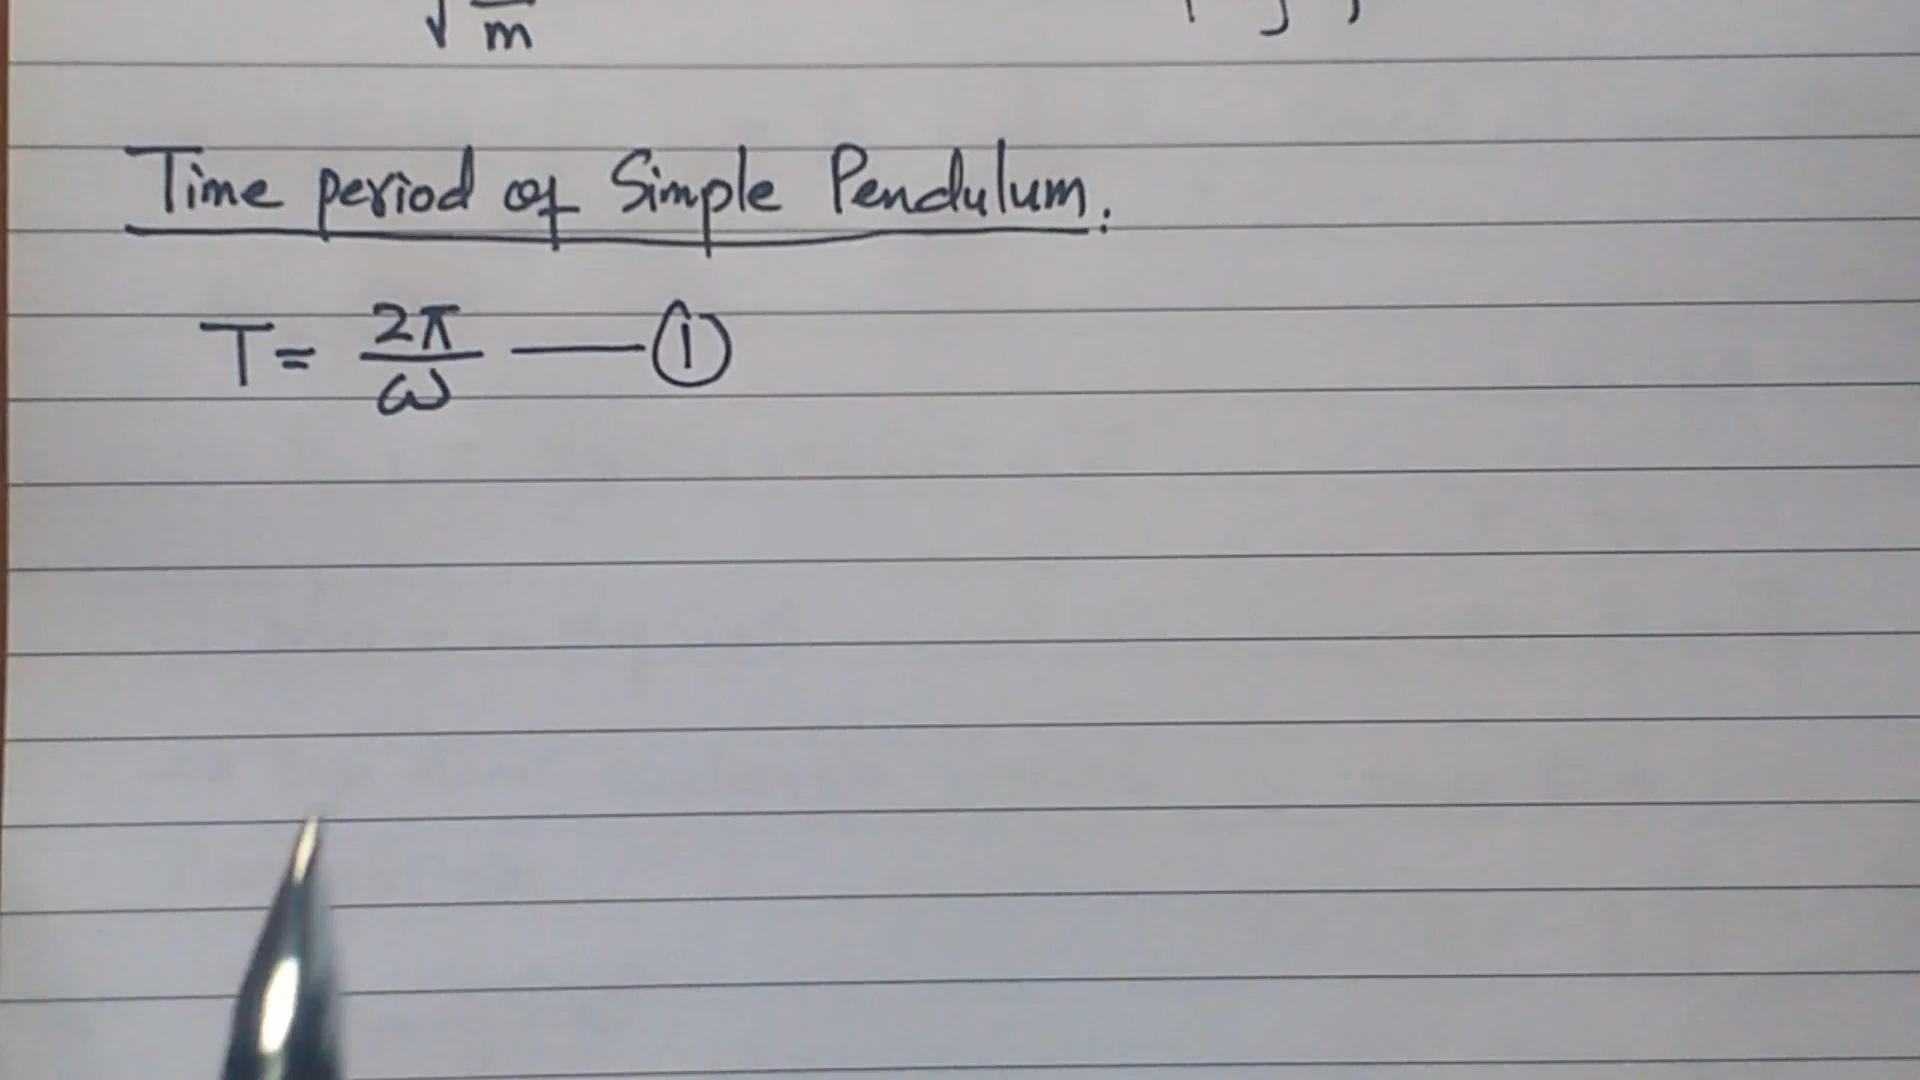 √ m
Time period of Simple Pendulum.
T = 2π/ω —— ①